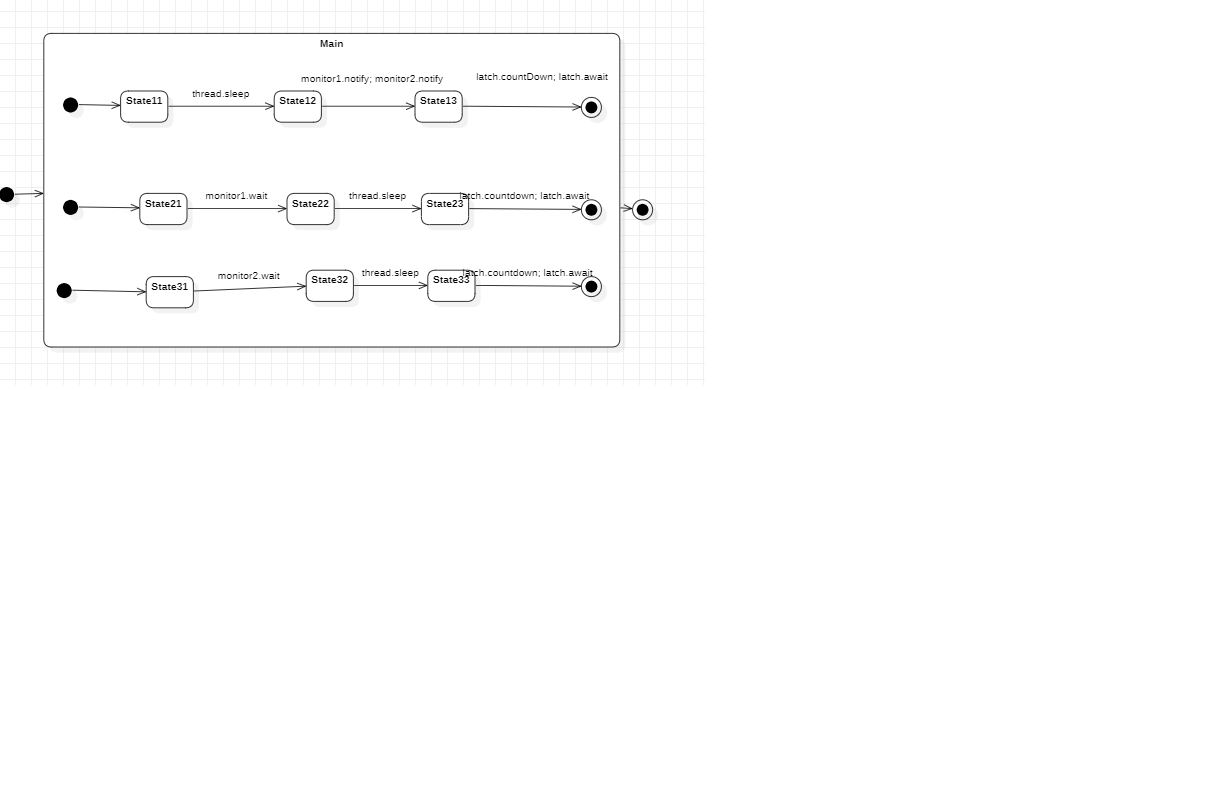 Main
monitor1.notify; monitor2.notify
latch.countDown; latch.await
thread.sleep
State11
State12
State13
monitor1.wait
thread.sleep
latch.countdown; latch.await
State21
State22
State23
monitor2.wait
thread.sleep
latch.countdown; latch.await
State31
State32
State33